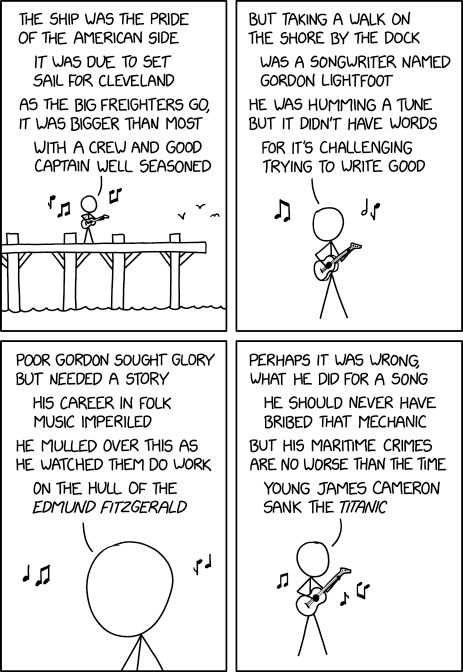 THE SHIP WAS THE PRIDE
OF THE AMERICAN SIDE
IT WAS DUE TO SET
SAIL FOR CLEVELAND
AS THE BIG FREIGHTERS GO,
IT WAS BIGGER THAN MOST
WITH A CREW AND GOOD
CAPTAIN WELL SEASONED
BUT TAKING A WALK ON
THE SHORE BY THE DOCK
WAS A SONGWRITER NAMED
GORDON LIGHTFOOT
HE WAS HUMMING A TUNE
BUT IT DIDN'T HAVE WORDS
FOR IT'S CHALLENGING
TRYING TO WRITE GOOD
POOR GORDON SOUGHT GLORY
BUT NEEDED A STORY
HIS CAREER IN FOLK
MUSIC IMPERILED
HE MULLED OVER THIS AS
HE WATCHED THEM DO WORK
ON THE HULL OF THE
EDMUND FITZGERALD
PERHAPS IT WAS WRONG,
WHAT HE DID FOR A SONG
HE SHOULD NEVER HAVE
BRIBED THAT MECHANIC
BUT HIS MARITIME CRIMES
ARE NO WORSE THAN THE TIME
YOUNG JAMES CAMERON
SANK THE TITANIC